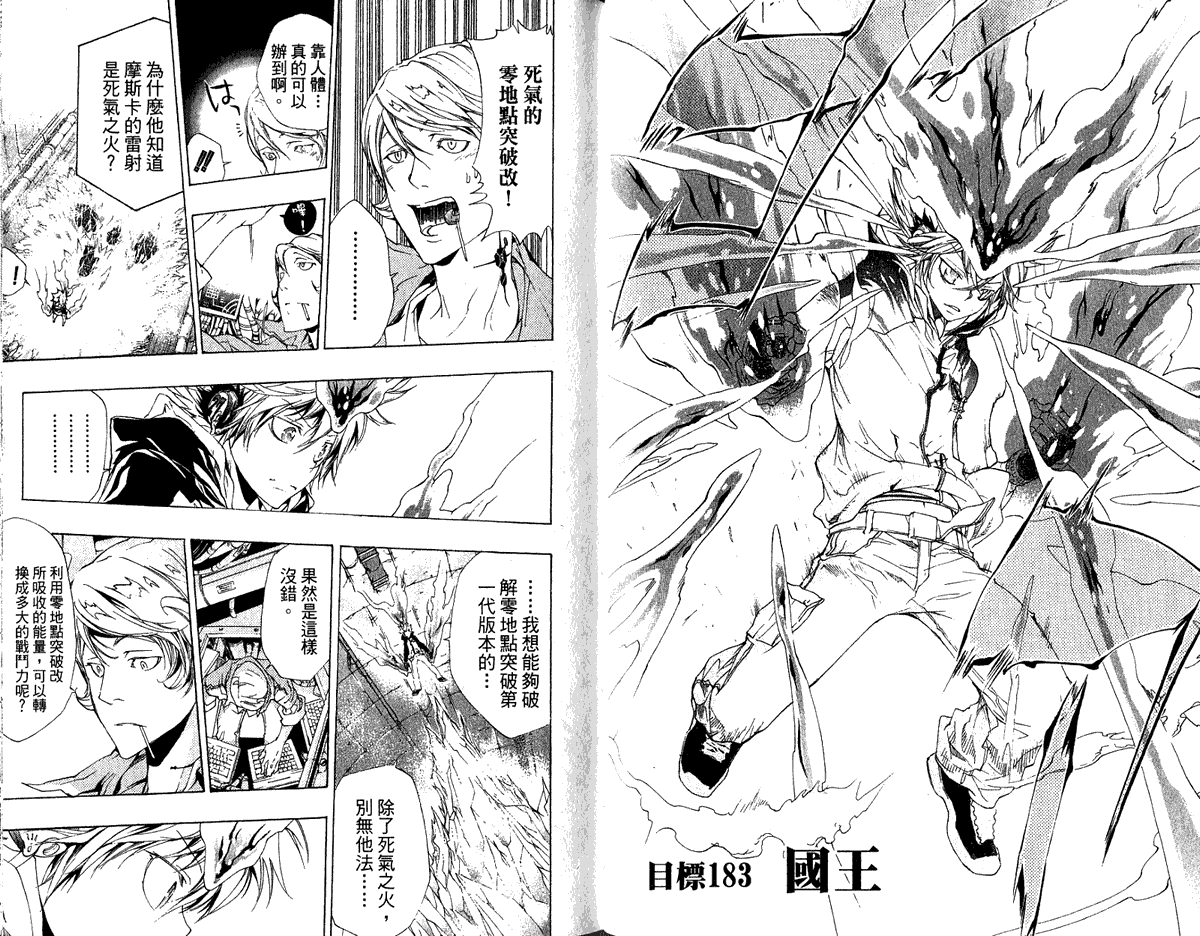 目標183
國王
死氣的
零地點突破改！
…………
靠人體…
真的可以
辦到啊。
は
!!!
嘿！
為什麼他知道
摩斯卡的雷射
是死氣之火？
！
…………
…………
……我想能夠破
解零地點突破第
一代版本的…
除了死氣之火，
別無他法……
果然是這樣
沒錯。
利用零地點突破改
所吸收的能量，可以轉
換成多大的戰鬥力呢？